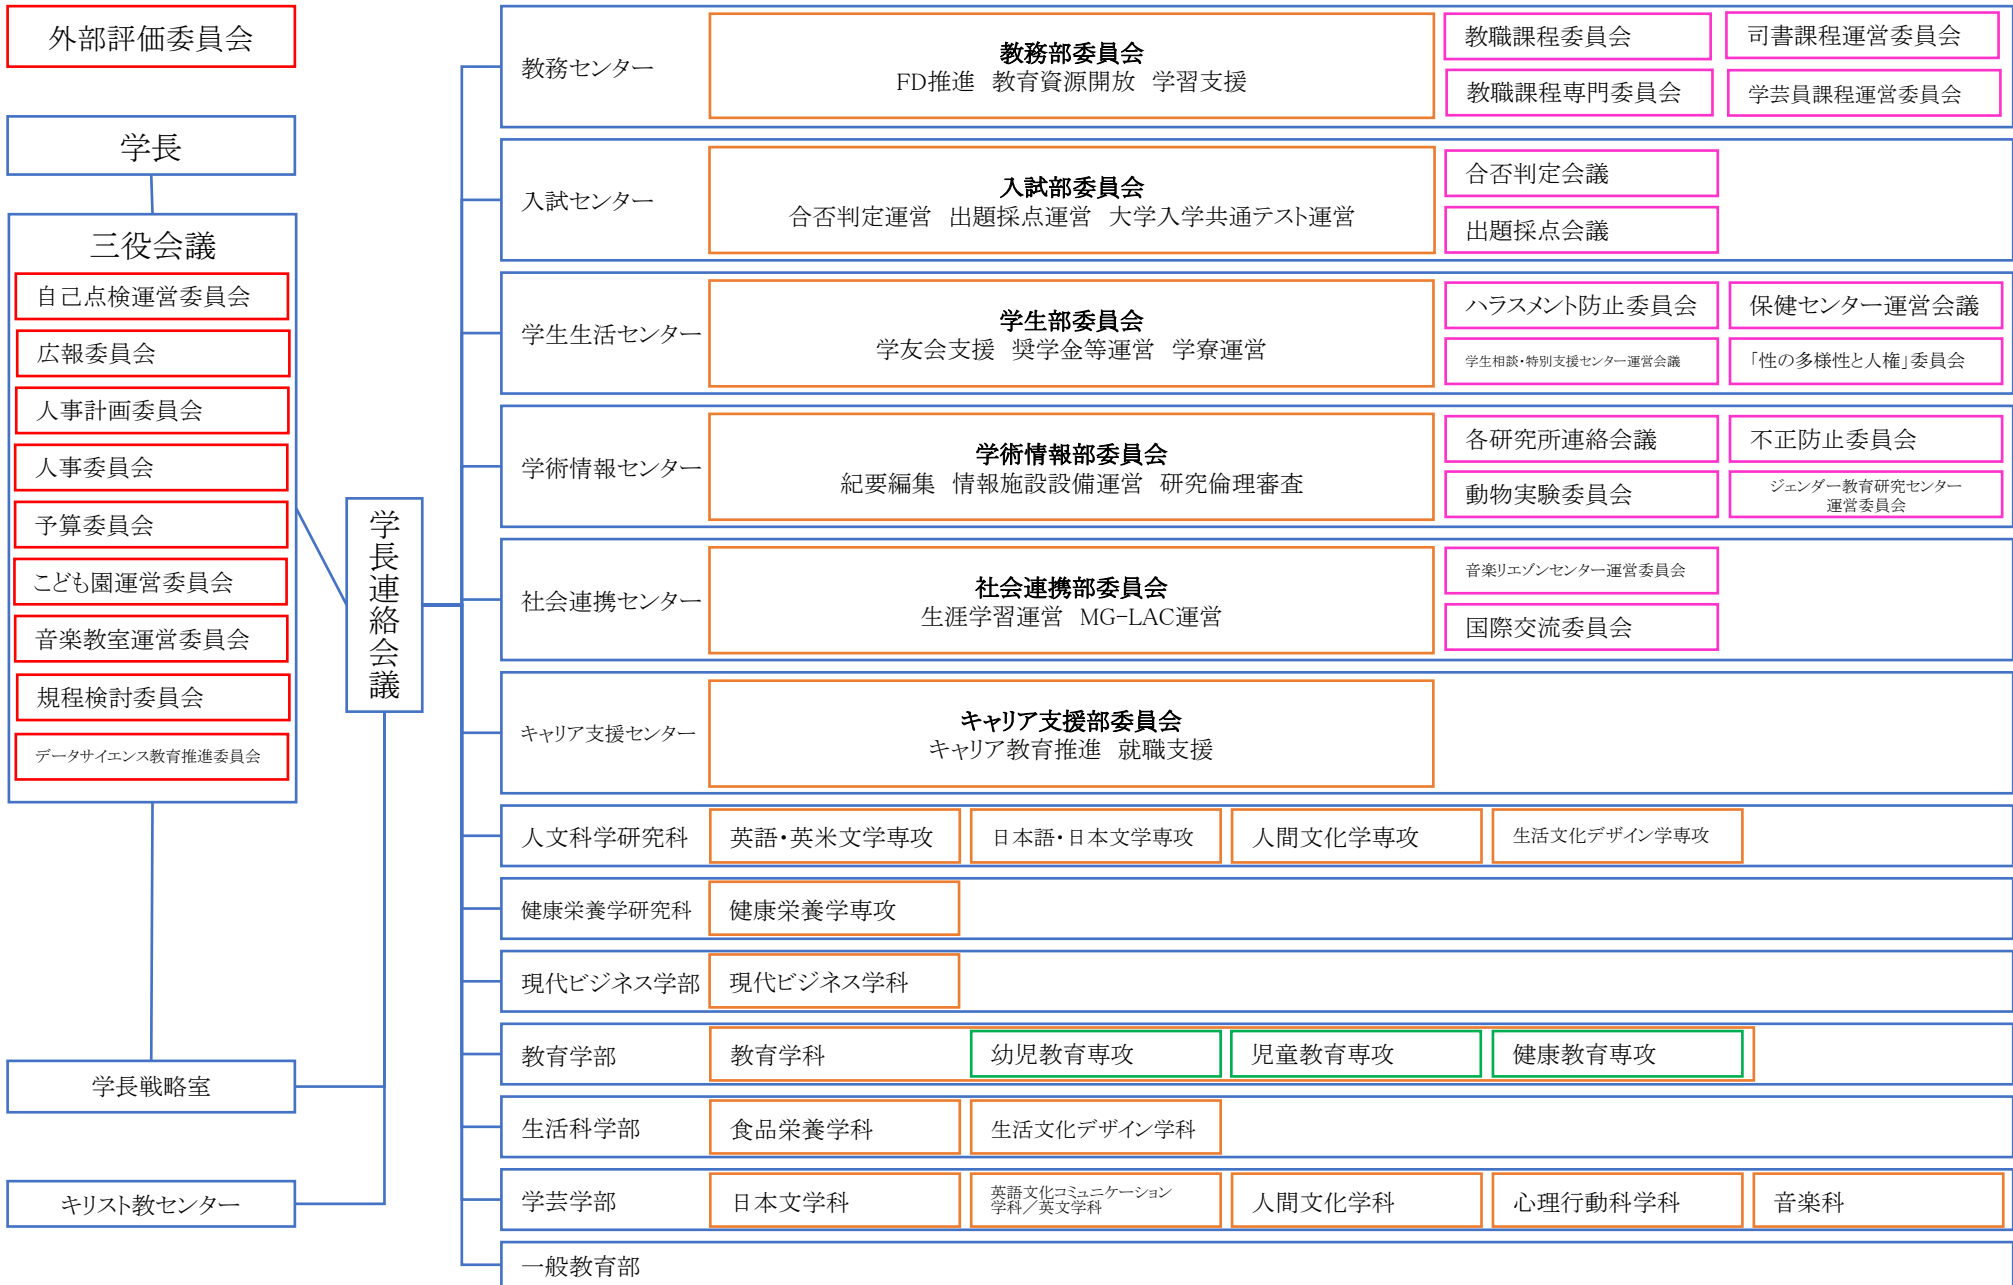 外部評価委員会
学長
三役会議
自己点検運営委員会
広報委員会
人事計画委員会
人事委員会
予算委員会
こども園運営委員会
音楽教室運営委員会
規程検討委員会
データサイエンス教育推進委員会
学長戦略室
キリスト教センター
学長連絡会議
教務センター
教務部委員会
FD推進 教育資源開放 学習支援
教職課程委員会
司書課程運営委員会
教職課程専門委員会
学芸員課程運営委員会
入試センター
入試部委員会
合否判定運営 出題採点運営 大学入学共通テスト運営
合否判定会議
出題採点会議
学生生活センター
学生部委員会
学友会支援 奨学金等運営 学寮運営
ハラスメント防止委員会
保健センター運営会議
学生相談・特別支援センター運営会議
「性の多様性と人権」委員会
学術情報センター
学術情報部委員会
紀要編集 情報施設設備運営 研究倫理審査
各研究所連絡会議
不正防止委員会
動物実験委員会
ジェンダー教育研究センター
運営委員会
社会連携センター
社会連携部委員会
生涯学習運営 MG-LAC運営
音楽リエゾンセンター運営委員会
国際交流委員会
キャリア支援センター
キャリア支援部委員会
キャリア教育推進 就職支援
人文科学研究科
英語・英米文学専攻
日本語・日本文学専攻
人間文化学専攻
生活文化デザイン学専攻
健康栄養学研究科
健康栄養学専攻
現代ビジネス学部
現代ビジネス学科
教育学部
教育学科
幼児教育専攻
児童教育専攻
健康教育専攻
生活科学部
食品栄養学科
生活文化デザイン学科
学芸学部
日本文学科
英語文化コミュニケーション
学科／英文学科
人間文化学科
心理行動科学科
音楽科
一般教育部